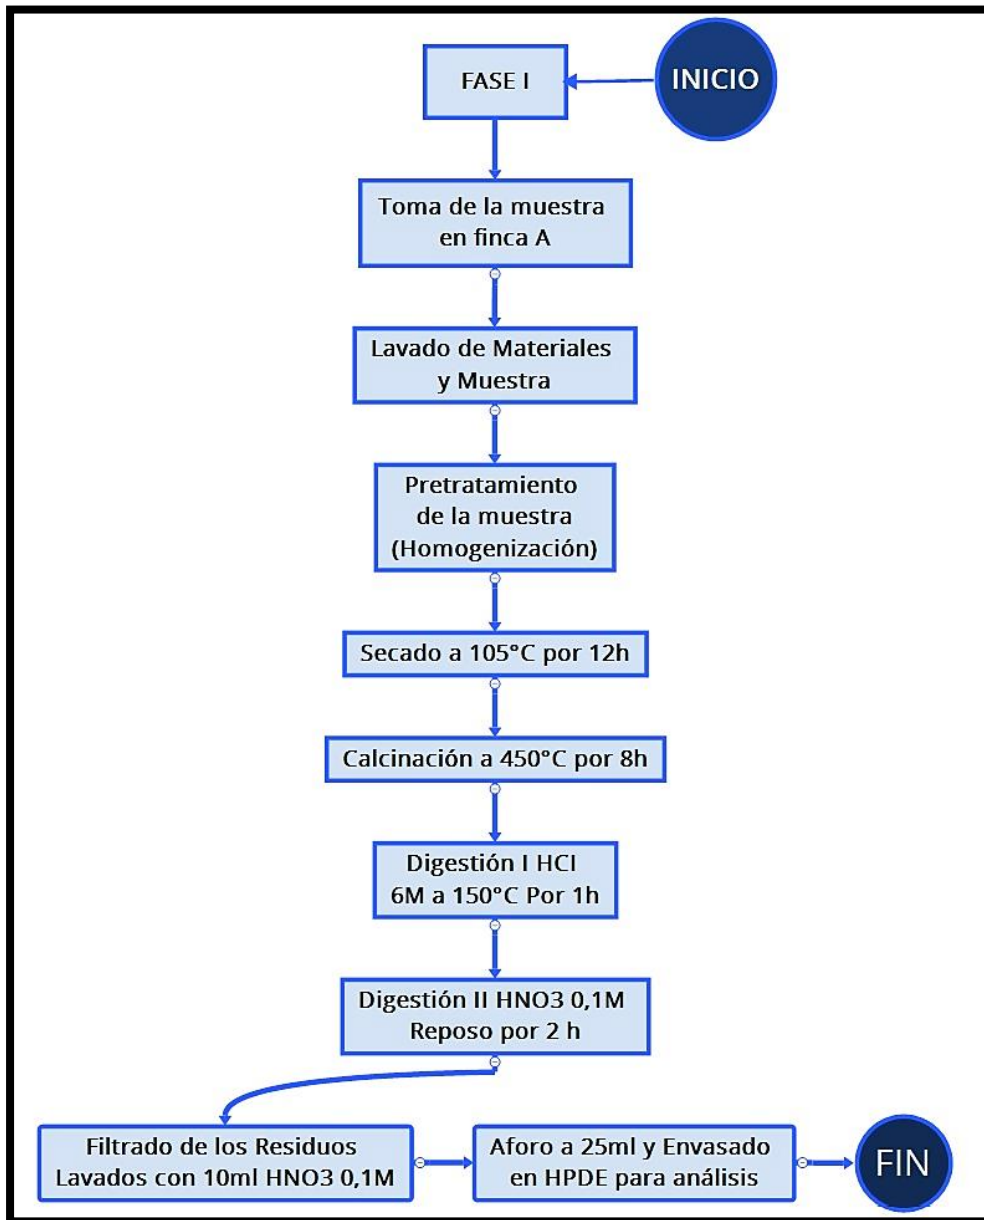 INICIO
FASE I
Toma de la muestra
en finca A
Lavado de Materiales
y Muestra
Pretratamiento
de la muestra
(Homogenización)
Secado a 105°C por 12h
Calcinación a 450°C por 8h
Digestión I HCI
6M a 150°C Por 1h
Digestión II HNO3 0,1M
Reposo por 2 h
Filtrado de los Residuos
Lavados con 10ml HNO3 0,1M
Aforo a 25ml y Envasado
en HPDE para análisis
FIN